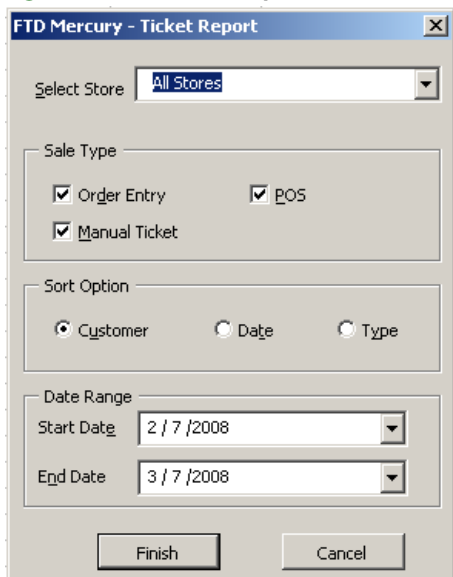 FTD Mercury - Ticket Report
Select Store All Stores
Sale Type
Order Entry POS
Manual Ticket
Sort Option
Customer Date Type
Date Range
Start Date 2 / 7 /2008
End Date 3 / 7 /2008
Finish Cancel